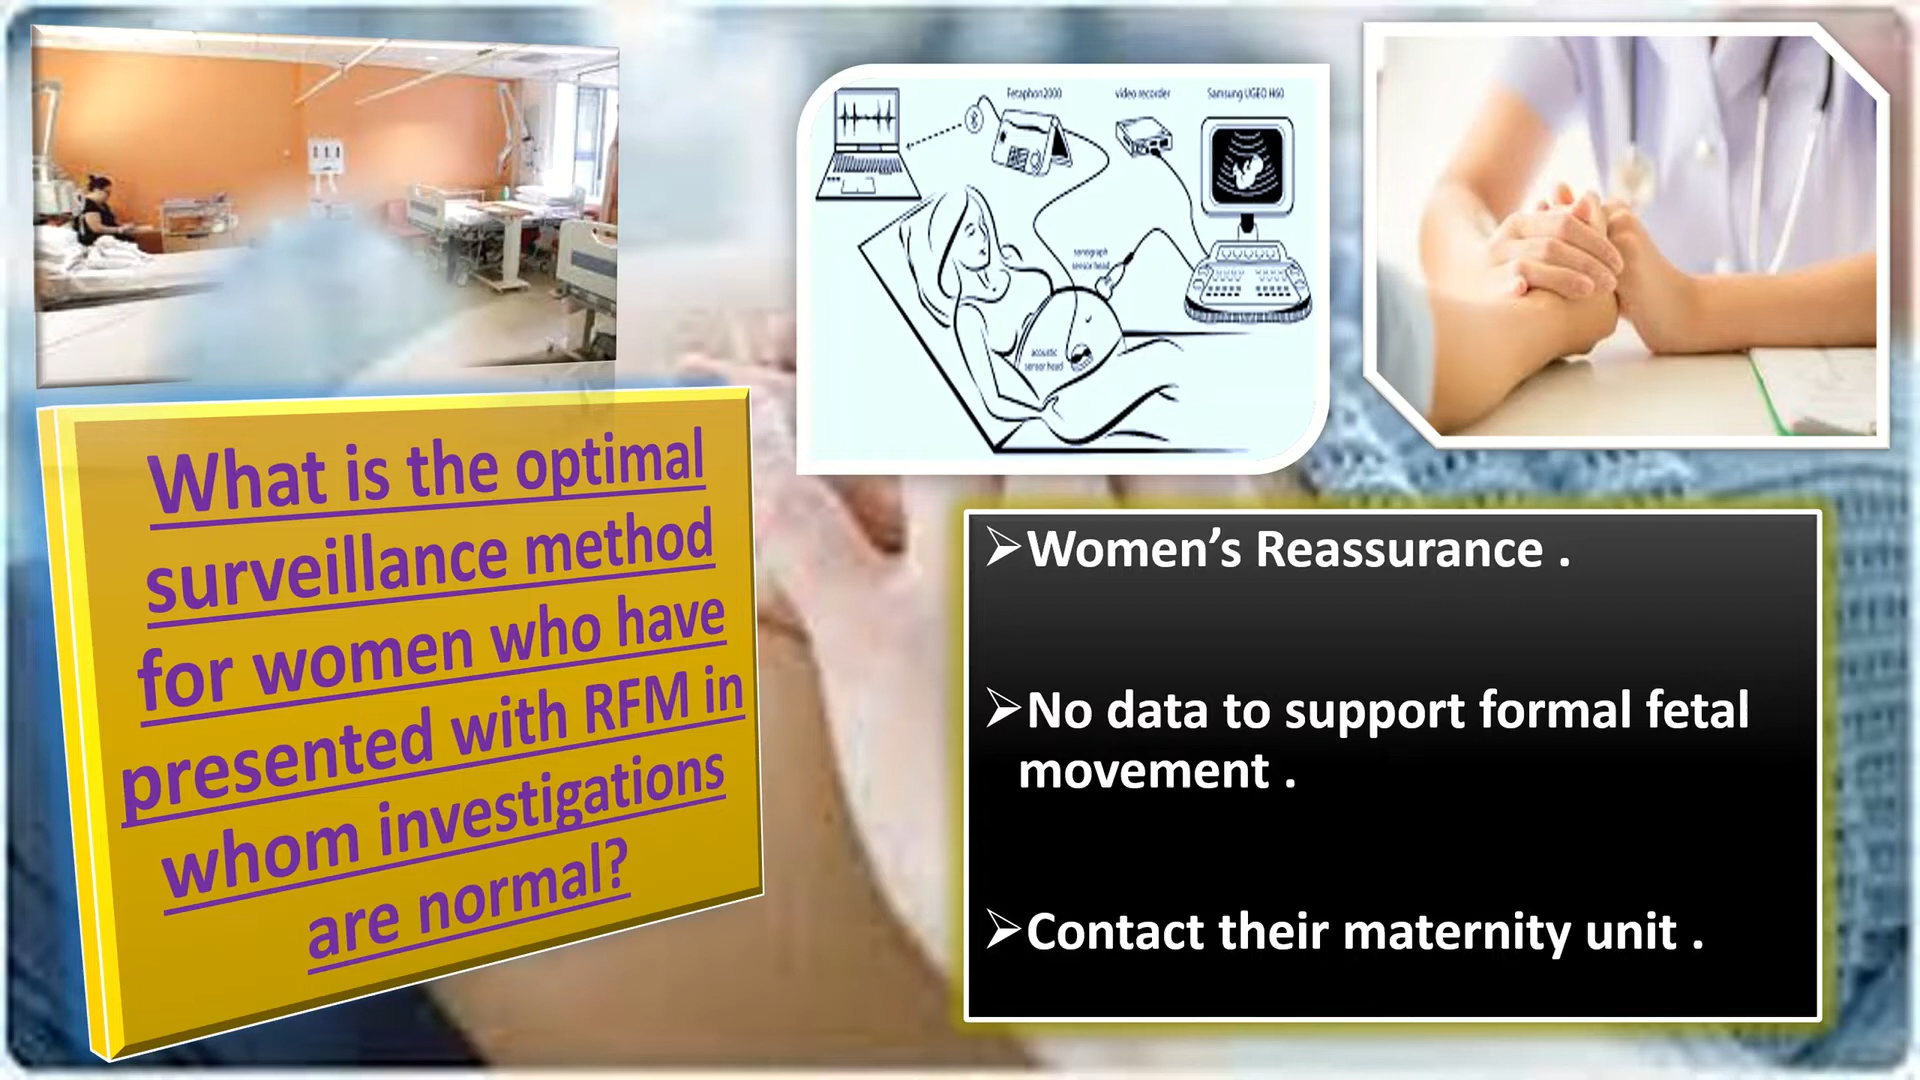 Fetaphon2000
video recorder
Samsung UGEO H60
sonograph
sensor head
acoustic
sensor head
What is the optimal
surveillance method
for women who have
presented with RFM in
whom investigations
are normal?
➢Women’s Reassurance .
➢No data to support formal fetal
movement .
➢Contact their maternity unit .